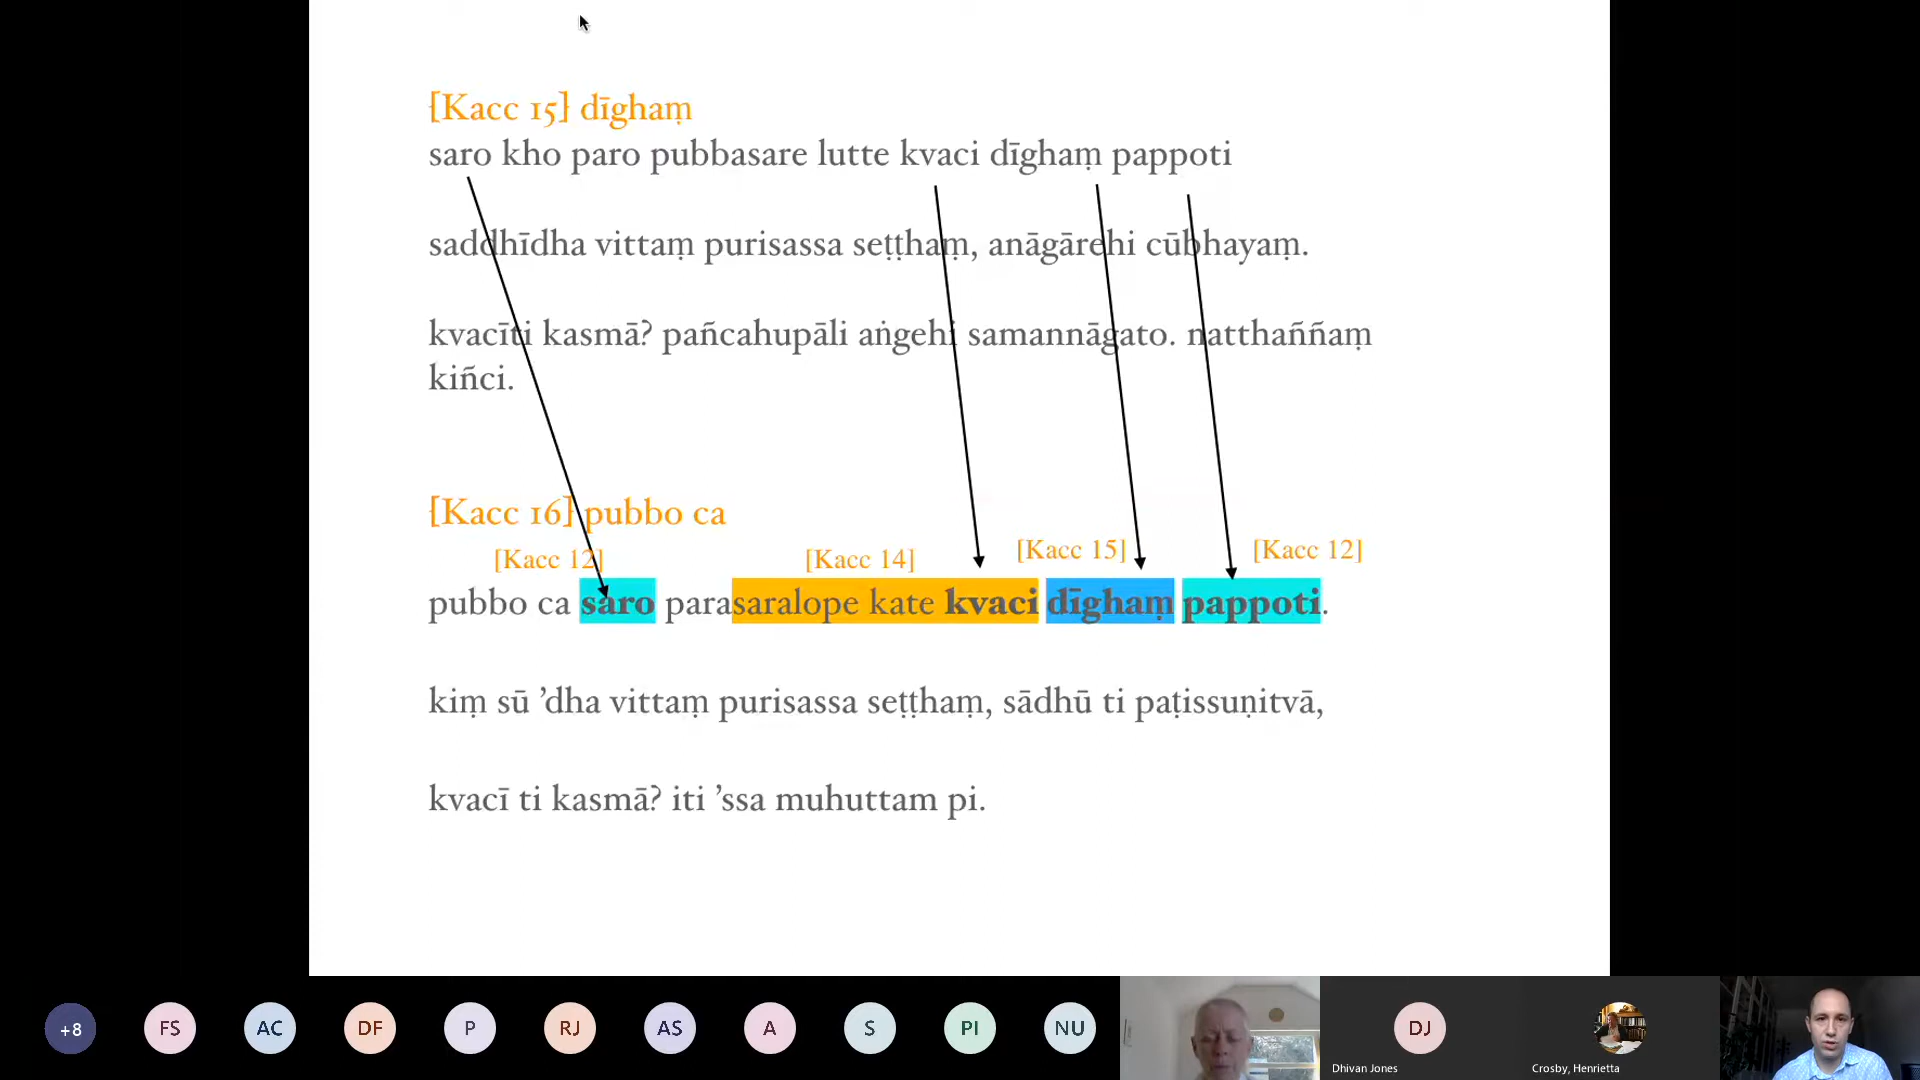 [Kacc 15] dīghaṃ
saro kho paro pubbasare lutte kvaci dīghaṃ pappoti
saddhīdha vittaṃ purisassa seṭṭhaṃ, anāgārehi cūbhayaṃ.
kvacīti kasmā? pañcahupāli aṅgehi samannāgato. natthaññaṃ
kiñci.
[Kacc 16] pubbo ca
[Kacc 12] [Kacc 14] [Kacc 15] [Kacc 12]
pubbo ca saro parasaralope kate kvaci dīghaṃ pappoti.
kiṃ sū ’dha vittaṃ purisassa seṭṭhaṃ, sādhū ti paṭissuṇitvā,
kvacī ti kasmā? iti ’ssa muhuttam pi.
+8 FS AC DF P RJ AS A S PI NU DJ
Dhivan Jones Crosby, Henrietta